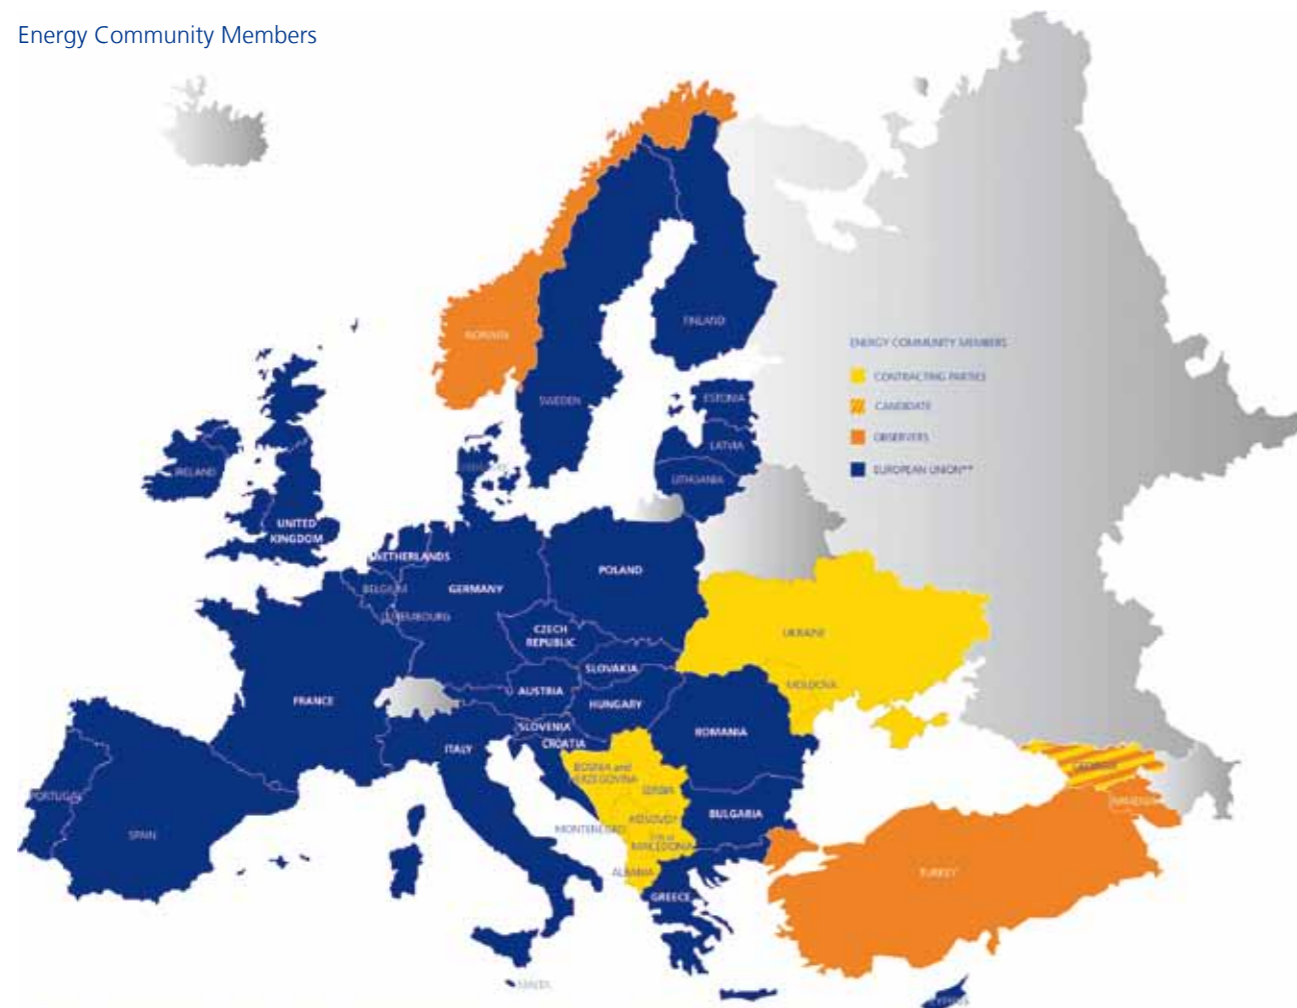 Energy Community Members
NORWAY
FINLAND
SWEDEN
ENERGY COMMUNITY MEMBERS
CONTRACTING PARTIES
CANDIDATE
OBSERVERS
EUROPEAN UNION**
ESTONIA
LATVIA
LITHUANIA
IRELAND
UNITED
KINGDOM
NETHERLANDS
BELGIUM
LUXEMBOURG
GERMANY
POLAND
CZECH
REPUBLIC
SLOVAKIA
AUSTRIA
HUNGARY
UKRAINE
MOLDOVA
FRANCE
SLOVENIA
CROATIA
ITALY
ROMANIA
BOSNIA and
HERZEGOVINA
SERBIA
KOSOVO*
MONTENEGRO
MACEDONIA
ALBANIA
BULGARIA
GREECE
PORTUGAL
SPAIN
GEORGIA
ARMENIA
TURKEY
MALTA
CYPRUS